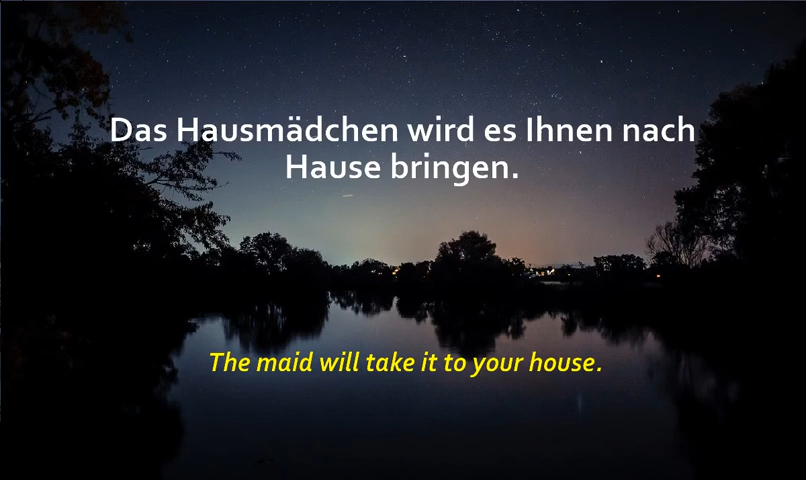 Das Hausmädchen wird es Ihnen nach
Hause bringen.
The maid will take it to your house.